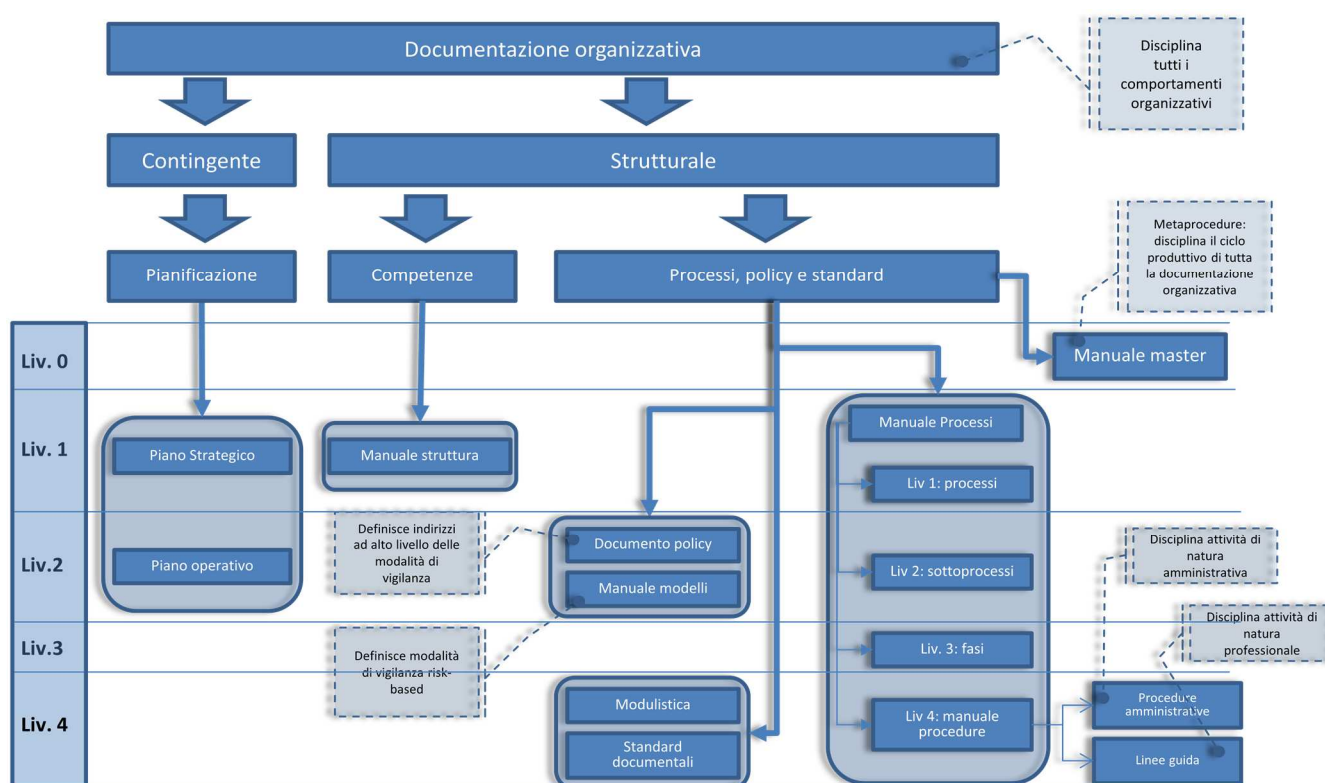 Documentazione organizzativa
Disciplina
tutti i
comportamenti
organizzativi
Contingente
Strutturale
Metaprocedure:
disciplina il ciclo
produttivo di tutta
la documentazione
organizzativa
Pianificazione
Competenze
Processi, policy e standard
Liv. 0
Manuale master
Liv. 1
Piano Strategico
Manuale struttura
Manuale Processi
Liv 1: processi
Liv.2
Piano operativo
Definisce indirizzi
ad alto livello delle
modalità di
vigilanza
Documento policy
Manuale modelli
Liv 2: sottoprocessi
Disciplina attività di
natura
amministrativa
Liv.3
Definisce modalità
di vigilanza risk-
based
Liv. 3: fasi
Disciplina attività di
natura
professionale
Liv. 4
Modulistica
Standard
documentali
Liv 4: manuale
procedure
Procedure
amministrative
Linee guida